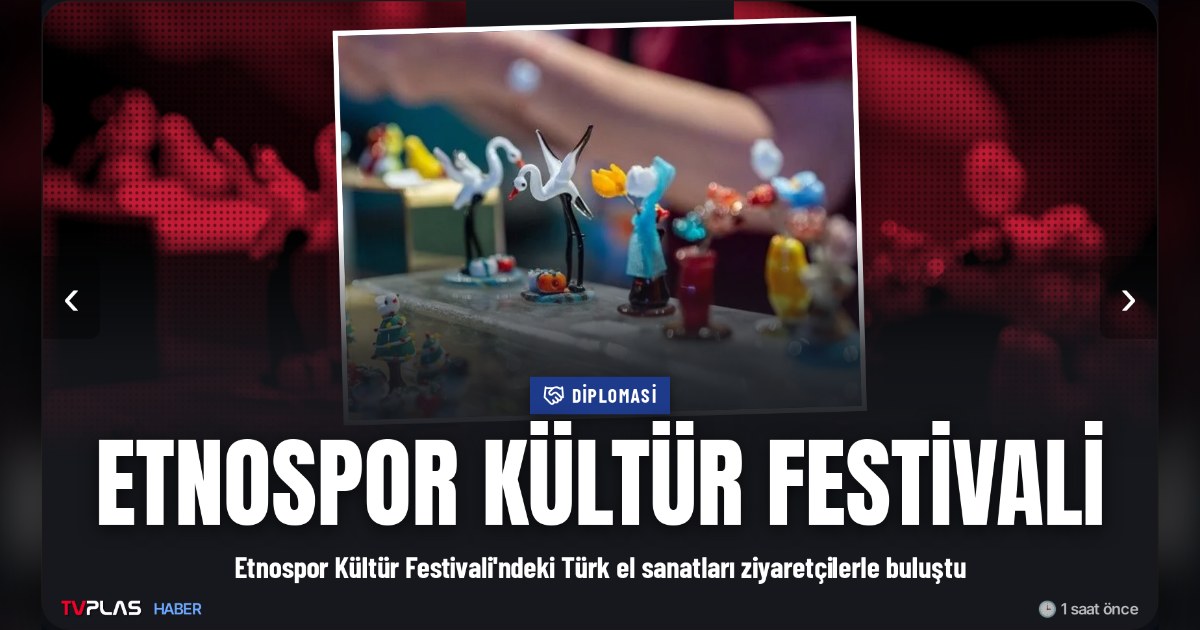 DİPLOMASİ
ETNOSPOR KÜLTÜR FESTİVALİ
Etnospor Kültür Festivali'ndeki Türk el sanatları ziyaretçilerle buluştu
TVPLAS HABER
1 saat önce